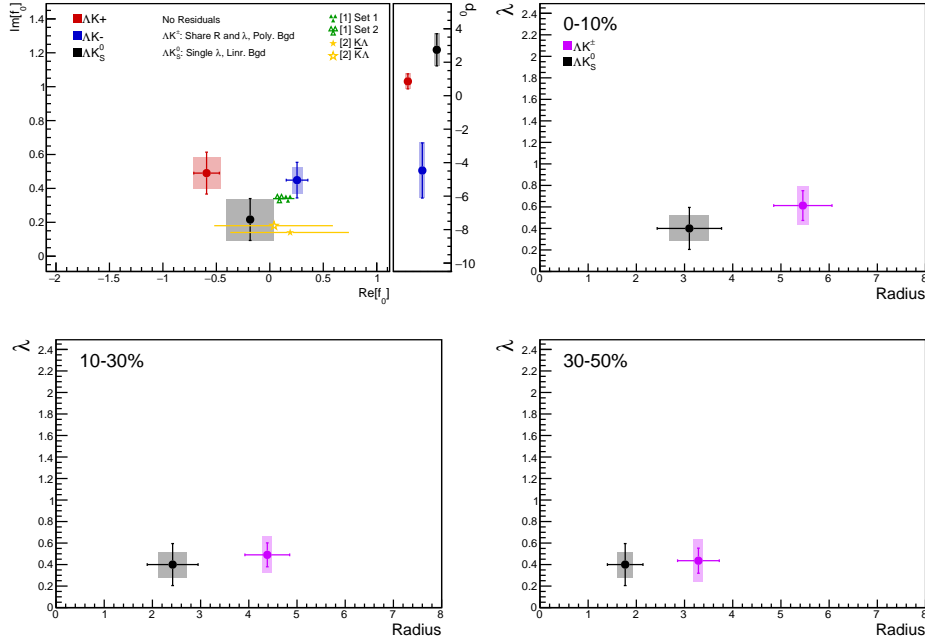 Im[f₀]
1.4
1.2
1
0.8
0.6
0.4
0.2
0
−2 −1.5 −1 −0.5 0 0.5 1
Re[f₀]
ΛK+
ΛK-
ΛK⁰S
No Residuals
ΛK±: Share R and λ, Poly. Bgd
ΛK⁰S: Single λ, Linr. Bgd
[1] Set 1
[1] Set 2
[2] KΛ
[2] K̅Λ
d₀
4
2
0
−2
−4
−6
−8
−10
λ
2.4
2.2
2
1.8
1.6
1.4
1.2
1
0.8
0.6
0.4
0.2
0
0 1 2 3 4 5 6 7 8
Radius
0-10%
ΛK±
ΛK⁰S
λ
2.4
2.2
2
1.8
1.6
1.4
1.2
1
0.8
0.6
0.4
0.2
0
0 1 2 3 4 5 6 7 8
Radius
10-30%
λ
2.4
2.2
2
1.8
1.6
1.4
1.2
1
0.8
0.6
0.4
0.2
0
0 1 2 3 4 5 6 7 8
Radius
30-50%